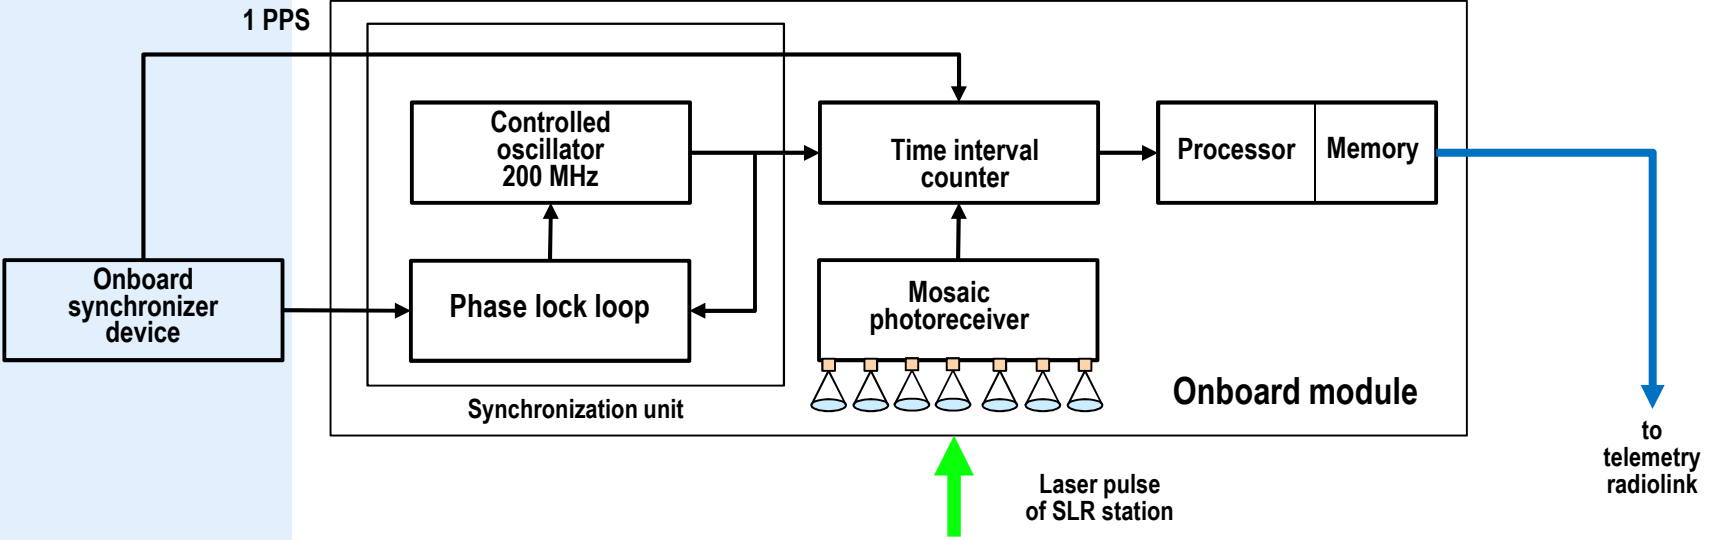 1 PPS
Controlled
oscillator
200 MHz
Time interval
counter
Processor
Memory
Onboard
synchronizer
device
Phase lock loop
Mosaic
photoreceiver
Synchronization unit
Onboard module
to
telemetry
radiolink
Laser pulse
of SLR station